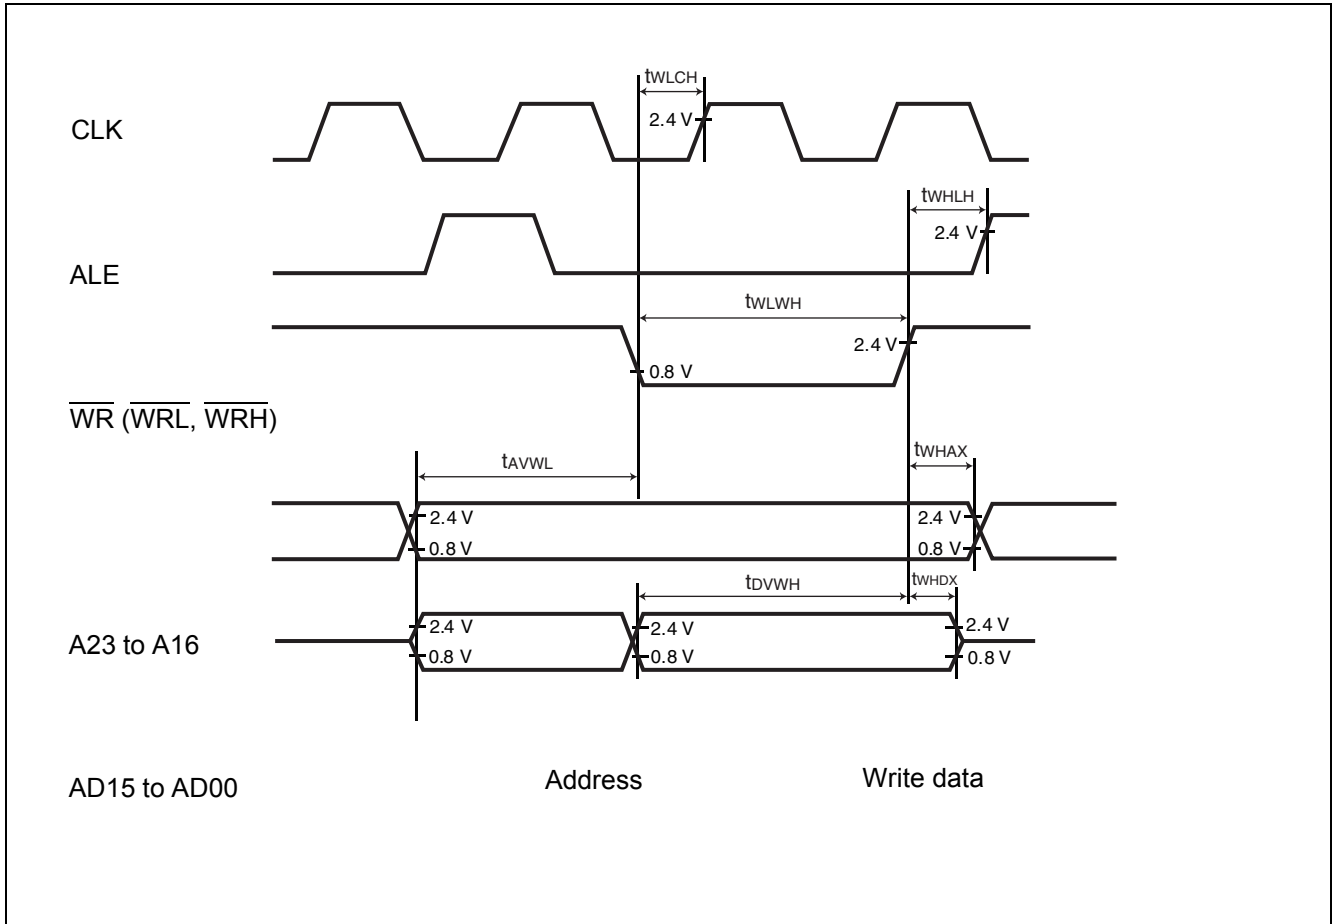 tWLCH
CLK
2.4 V
tWHLH
2.4 V
ALE
tWLWH
2.4 V
0.8 V
WR (WRL, WRH)
tAVWL
tWHAX
2.4 V
2.4 V
0.8 V
0.8 V
tDVWH
tWHDX
2.4 V
2.4 V
2.4 V
A23 to A16
0.8 V
0.8 V
0.8 V
AD15 to AD00
Address
Write data